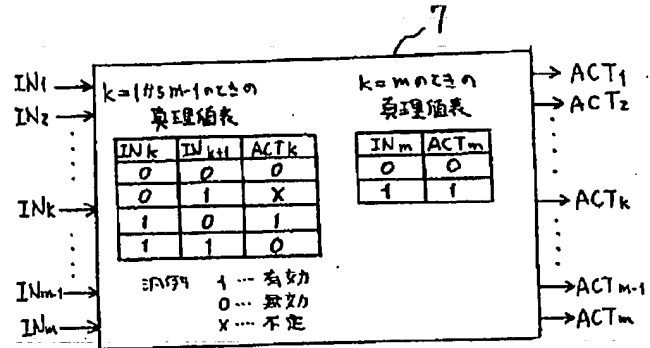 7
IN1
IN2
INk
INm-1
INm
k=1から m-1のときの
真理値表
INk INk+1 ACTk
0 0 0
0 1 X
1 0 1
1 1 0
凡例 1 … 有効
0 … 無効
X … 不定
k=mのときの
真理値表
INm ACTm
0 0
1 1
ACT1
ACT2
ACTk
ACTm-1
ACTm